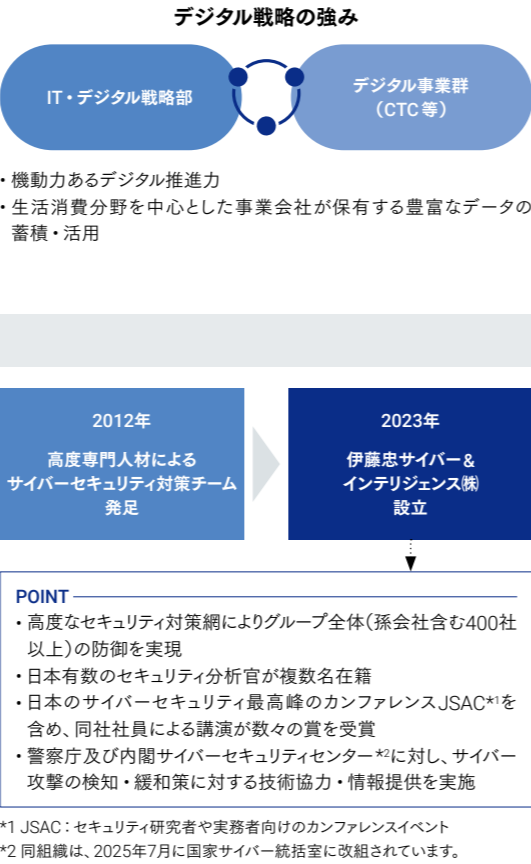 デジタル戦略の強み
IT・デジタル戦略部
デジタル事業群
（CTC等）
・機動力あるデジタル推進力
・生活消費分野を中心とした事業会社が保有する豊富なデータの
蓄積・活用
2012年
高度専門人材による
サイバーセキュリティ対策チーム
発足
2023年
伊藤忠サイバー＆
インテリジェンス㈱
設立
POINT
・高度なセキュリティ対策網によりグループ全体（孫会社含む400社
以上）の防御を実現
・日本有数のセキュリティ分析官が複数名在籍
・日本のサイバーセキュリティ最高峰のカンファレンスJSAC*1を
含め、同社社員による講演が数々の賞を受賞
・警察庁及び内閣サイバーセキュリティセンター*2に対し、サイバー
攻撃の検知・緩和策に対する技術協力・情報提供を実施
*1 JSAC：セキュリティ研究者や実務者向けのカンファレンスイベント
*2 同組織は、2025年7月に国家サイバー統括室に改組されています。